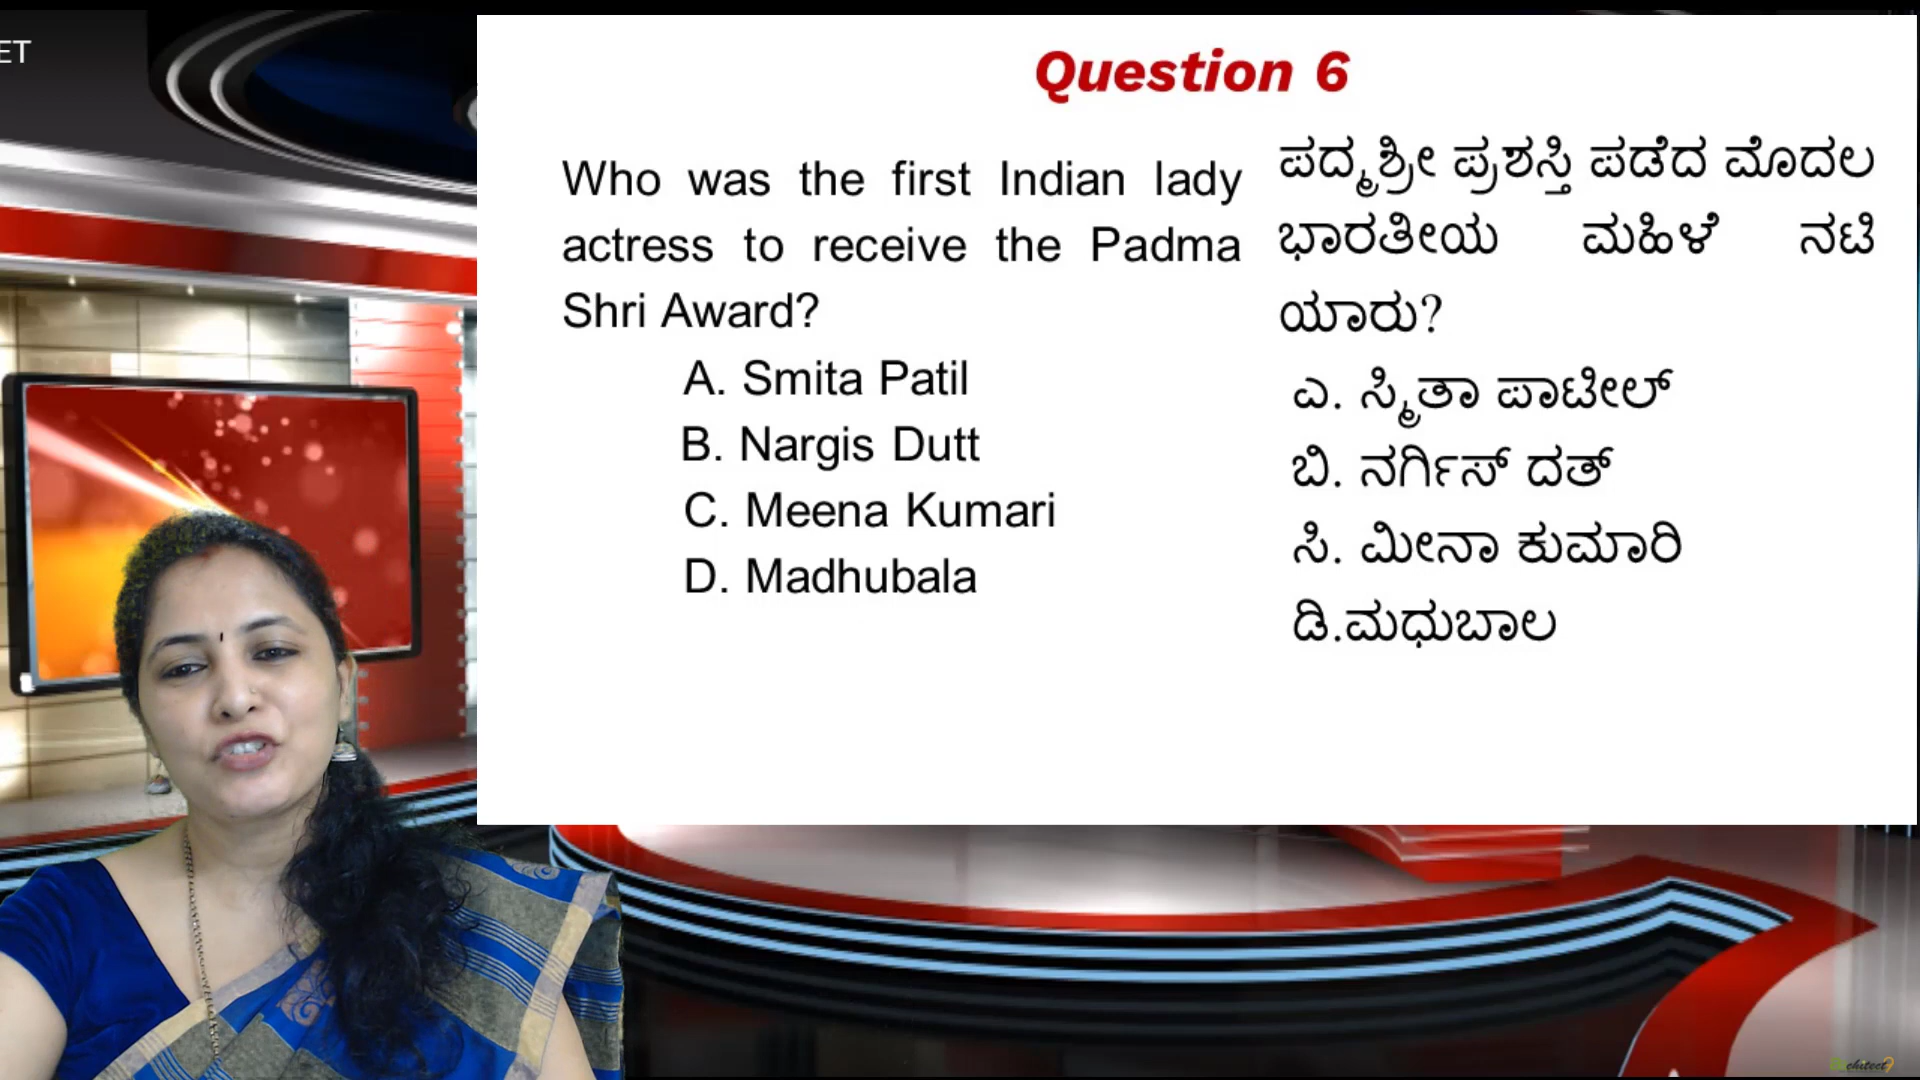 ET
Question 6
Who was the first Indian lady
actress to receive the Padma
Shri Award?
A. Smita Patil
B. Nargis Dutt
C. Meena Kumari
D. Madhubala
ಪದ್ಮಶ್ರೀ ಪ್ರಶಸ್ತಿ ಪಡೆದ ಮೊದಲ
ಭಾರತೀಯ ಮಹಿಳೆ ನಟಿ
ಯಾರು?
ಎ. ಸ್ಮಿತಾ ಪಾಟೀಲ್
ಬಿ. ನರ್ಗಿಸ್ ದತ್
ಸಿ. ಮೀನಾ ಕುಮಾರಿ
ಡಿ.ಮಧುಬಾಲ